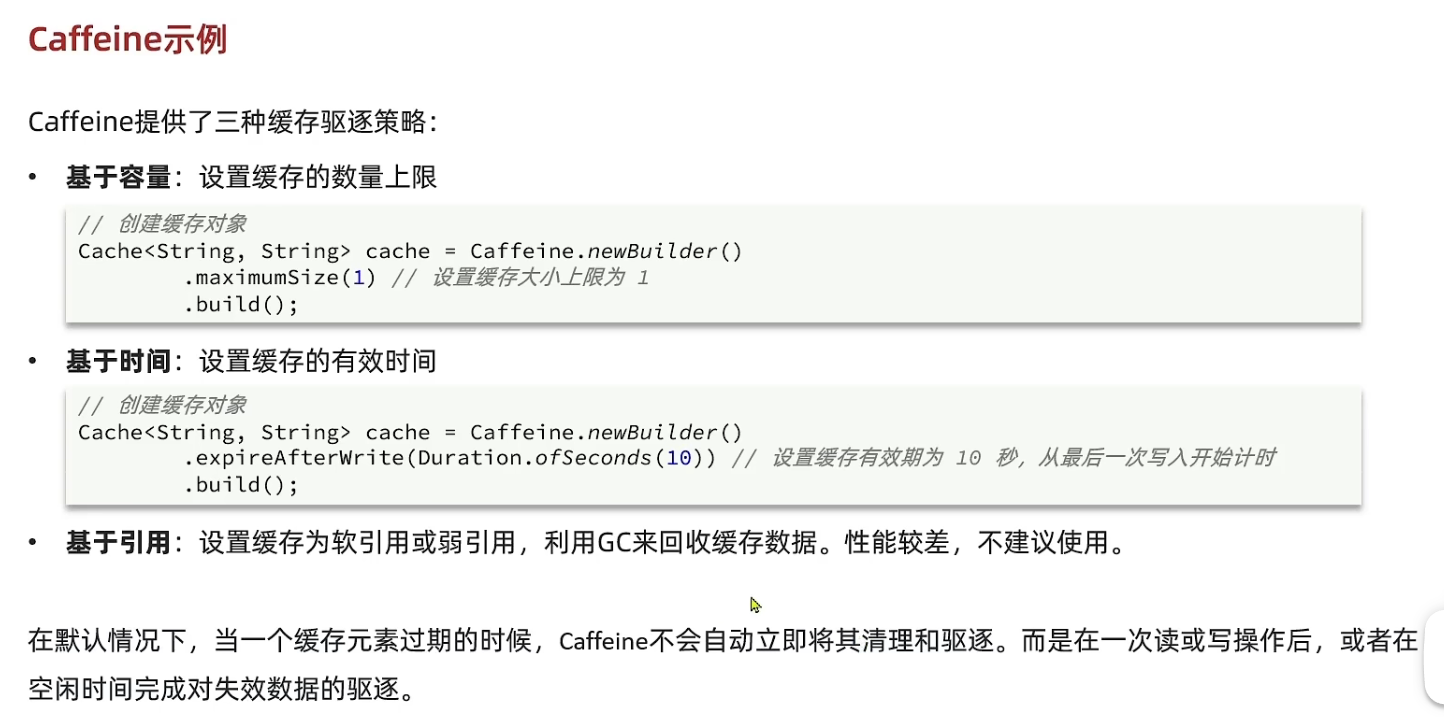 Caffeine示例
Caffeine提供了三种缓存驱逐策略：
• 基于容量：设置缓存的数量上限
// 创建缓存对象
Cache<String, String> cache = Caffeine.newBuilder()
.maximumSize(1) // 设置缓存大小上限为 1
.build();
• 基于时间：设置缓存的有效时间
// 创建缓存对象
Cache<String, String> cache = Caffeine.newBuilder()
.expireAfterWrite(Duration.ofSeconds(10)) // 设置缓存有效期为 10 秒，从最后一次写入开始计时
.build();
• 基于引用：设置缓存为软引用或弱引用，利用GC来回收缓存数据。性能较差，不建议使用。
在默认情况下，当一个缓存元素过期的时候，Caffeine不会自动立即将其清理和驱逐。而是在一次读或写操作后，或者在
空闲时间完成对失效数据的驱逐。